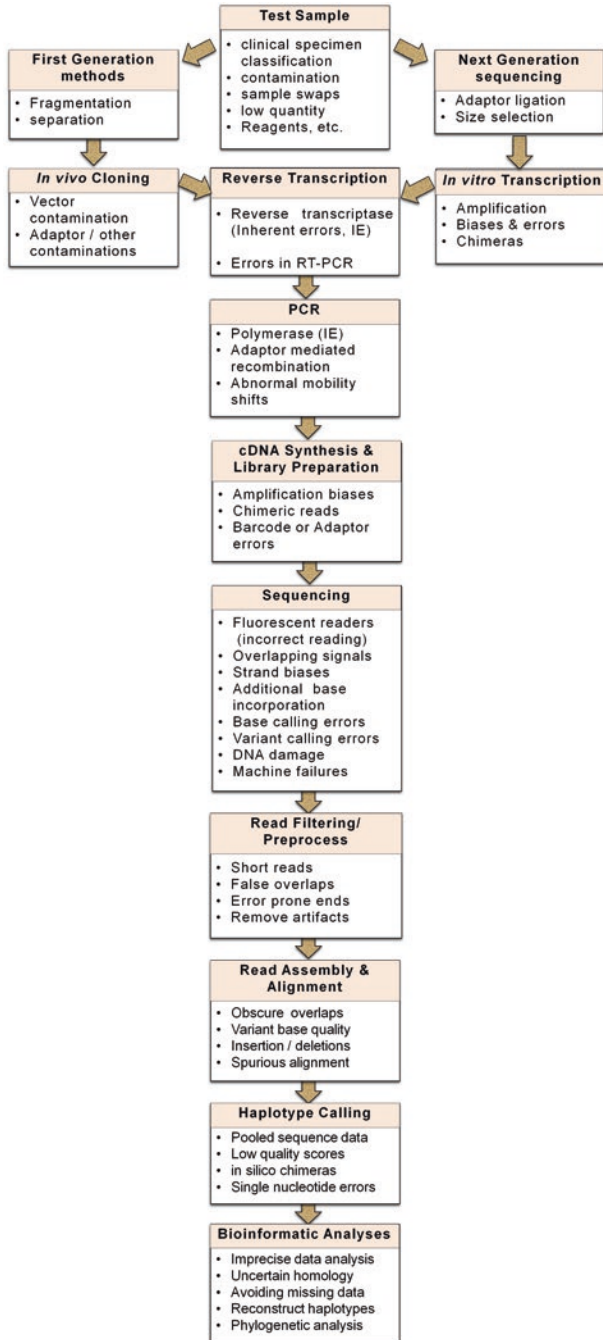 Test Sample
• clinical specimen
classification
• contamination
• sample swaps
• low quantity
• Reagents, etc.
First Generation
methods
• Fragmentation
• separation
Next Generation
sequencing
• Adaptor ligation
• Size selection
In vivo Cloning
• Vector
contamination
• Adaptor / other
contaminations
Reverse Transcription
• Reverse transcriptase
(Inherent errors, IE)
• Errors in RT-PCR
In vitro Transcription
• Amplification
• Biases & errors
• Chimeras
PCR
• Polymerase (IE)
• Adaptor mediated
recombination
• Abnormal mobility
shifts
cDNA Synthesis &
Library Preparation
• Amplification biases
• Chimeric reads
• Barcode or Adaptor
errors
Sequencing
• Fluorescent readers
(incorrect reading)
• Overlapping signals
• Strand biases
• Additional base
incorporation
• Base calling errors
• Variant calling errors
• DNA damage
• Machine failures
Read Filtering/
Preprocess
• Short reads
• False overlaps
• Error prone ends
• Remove artifacts
Read Assembly &
Alignment
• Obscure overlaps
• Variant base quality
• Insertion / deletions
• Spurious alignment
Haplotype Calling
• Pooled sequence data
• Low quality scores
• in silico chimeras
• Single nucleotide errors
Bioinformatic Analyses
• Imprecise data analysis
• Uncertain homology
• Avoiding missing data
• Reconstruct haplotypes
• Phylogenetic analysis